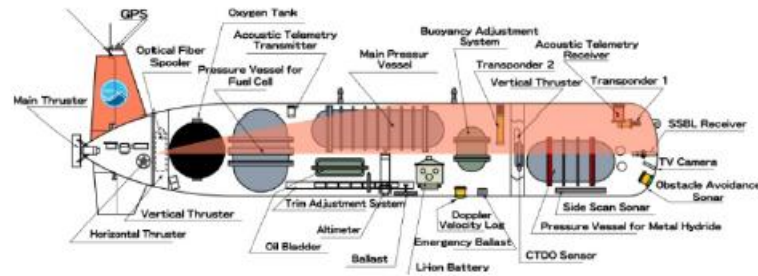 GPS
Oxygen Tank
Optical Fiber
Spooler
Acoustic Telemetry
Transmitter
Pressure Vessel for
Fuel Cell
Main Pressur
Vessel
Buoyancy Adjustment
System
Transponder 2
Vertical Thruster
Acoustic Telemetry
Receiver
Transponder 1
Main Thruster
SSBL Receiver
TV Camera
Obstacle Avoidance
Sonar
Vertical Thruster
Horizontal Thruster
Trim Adjustment System
Oil Bladder
Altimeter
Ballast
Li-ion Battery
Doppler
Velocity Log
Emergency Ballast
CTDO Sensor
Side Scan Sonar
Pressure Vessel for Metal Hydride